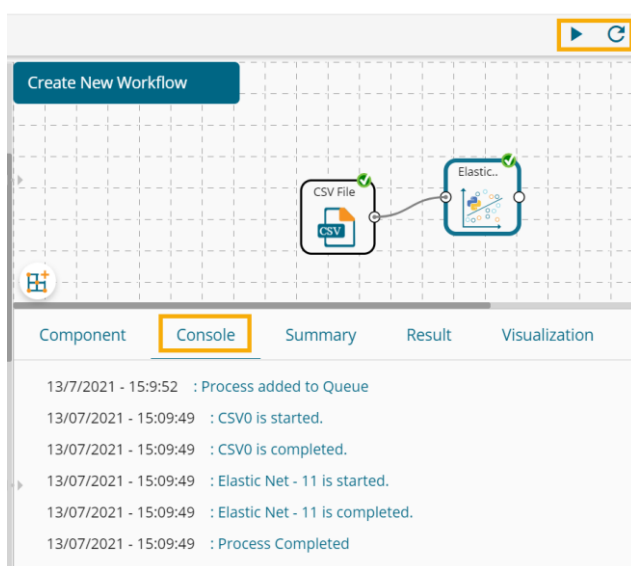 Create New Workflow
CSV File
CSV
Elastic..
Component Console Summary Result Visualization
13/7/2021 - 15:9:52 : Process added to Queue
13/07/2021 - 15:09:49 : CSV0 is started.
13/07/2021 - 15:09:49 : CSV0 is completed.
13/07/2021 - 15:09:49 : Elastic Net - 11 is started.
13/07/2021 - 15:09:49 : Elastic Net - 11 is completed.
13/07/2021 - 15:09:49 : Process Completed